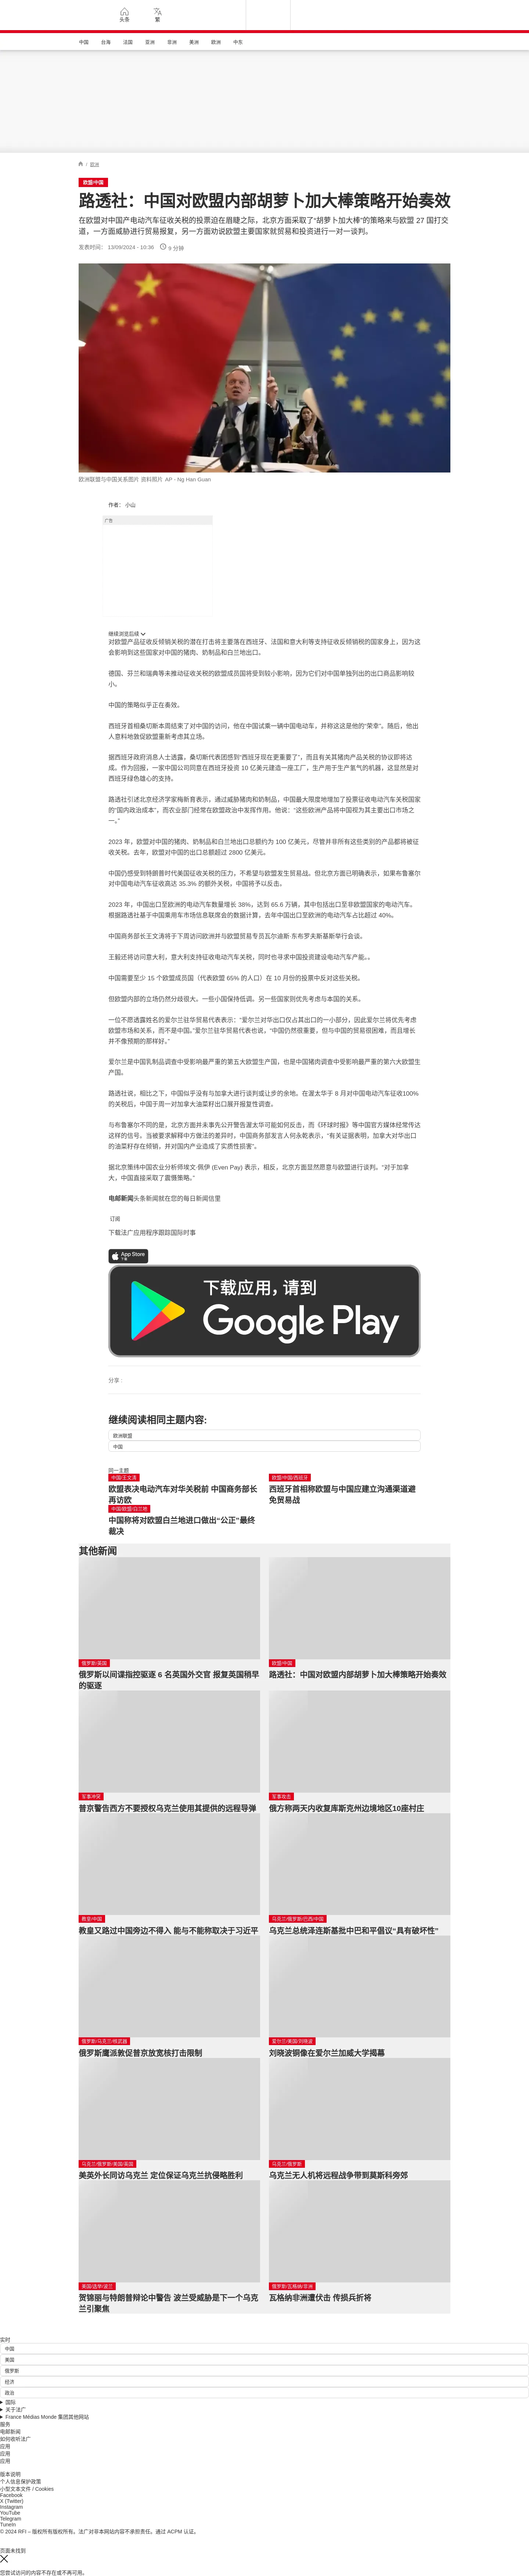 头条
繁
中国
台海
法国
亚洲
非洲
美洲
欧洲
中东
/ 欧洲
欧盟/中国
路透社：中国对欧盟内部胡萝卜加大棒策略开始奏效
在欧盟对中国产电动汽车征收关税的投票迫在眉睫之际，北京方面采取了“胡萝卜加大棒”的策略来与欧盟 27 国打交
道，一方面威胁进行贸易报复，另一方面劝说欧盟主要国家就贸易和投资进行一对一谈判。
发表时间： 13/09/2024 - 10:36
9 分钟
欧洲联盟与中国关系图片 资料照片 AP - Ng Han Guan
作者： 小山
广告
继续浏览后续
对欧盟产品征收反倾销关税的潜在打击将主要落在西班牙、法国和意大利等支持征收反倾销税的国家身上，因为这
会影响到这些国家对中国的猪肉、奶制品和白兰地出口。
德国、芬兰和瑞典等未推动征收关税的欧盟成员国将受到较小影响，因为它们对中国单独列出的出口商品影响较
小。
中国的策略似乎正在奏效。
西班牙首相桑切斯本周结束了对中国的访问，他在中国试乘一辆中国电动车，并称这这是他的“荣幸”。随后，他出
人意料地敦促欧盟重新考虑其立场。
据西班牙政府消息人士透露，桑切斯代表团感到“西班牙现在更重要了”，而且有关其猪肉产品关税的协议即将达
成。作为回报，一家中国公司同意在西班牙投资 10 亿美元建造一座工厂，生产用于生产氢气的机器，这显然是对
西班牙绿色雄心的支持。
路透社引述北京经济学家梅新育表示，通过威胁猪肉和奶制品，中国最大限度地增加了投票征收电动汽车关税国家
的“国内政治成本”，而农业部门经常在欧盟政治中发挥作用。他说：“这些欧洲产品将中国视为其主要出口市场之
一。”
2023 年，欧盟对中国的猪肉、奶制品和白兰地出口总额约为 100 亿美元，尽管并非所有这些类别的产品都将被征
收关税。去年，欧盟对中国的出口总额超过 2800 亿美元。
中国仍感受到特朗普时代美国征收关税的压力，不希望与欧盟发生贸易战。但北京方面已明确表示，如果布鲁塞尔
对中国电动汽车征收高达 35.3% 的额外关税，中国将予以反击。
2023 年，中国出口至欧洲的电动汽车数量增长 38%，达到 65.6 万辆，其中包括出口至非欧盟国家的电动汽车。
根据路透社基于中国乘用车市场信息联席会的数据计算，去年中国出口至欧洲的电动汽车占比超过 40%。
中国商务部长王文涛将于下周访问欧洲并与欧盟贸易专员瓦尔迪斯·东布罗夫斯基斯举行会谈。
王毅还将访问意大利，意大利支持征收电动汽车关税，同时也寻求中国投资建设电动汽车产能。。
中国需要至少 15 个欧盟成员国（代表欧盟 65% 的人口）在 10 月份的投票中反对这些关税。
但欧盟内部的立场仍然分歧很大。一些小国保持低调。另一些国家则优先考虑与本国的关系。
一位不愿透露姓名的爱尔兰驻华贸易代表表示：“爱尔兰对华出口仅占其出口的一小部分，因此爱尔兰将优先考虑
欧盟市场和关系，而不是中国。”爱尔兰驻华贸易代表也说，“中国仍然很重要，但与中国的贸易很困难，而且增长
并不像预期的那样好。”
爱尔兰是中国乳制品调查中受影响最严重的第五大欧盟生产国，也是中国猪肉调查中受影响最严重的第六大欧盟生
产国。
路透社说，相比之下，中国似乎没有与加拿大进行谈判或让步的余地。在渥太华于 8 月对中国电动汽车征收100%
的关税后，中国于周一对加拿大油菜籽出口展开报复性调查。
与布鲁塞尔不同的是，北京方面并未事先公开警告渥太华可能如何反击，而《环球时报》等中国官方媒体经常传达
这样的信号。当被要求解释中方做法的差异时，中国商务部发言人何永乾表示，"有关证据表明，加拿大对华出口
的油菜籽存在倾销，并对国内产业造成了实质性损害"。
据北京策纬中国农业分析师埃文·佩伊 (Even Pay) 表示，相反，北京方面显然愿意与欧盟进行谈判。“对于加拿
大，中国直接采取了震慑策略。”
电邮新闻头条新闻就在您的每日新闻信里
订阅
下载法广应用程序跟踪国际时事
App Store
下载
下载应用，请到
Google Play
分享 :
继续阅读相同主题内容:
欧洲联盟
中国
同一主题
中国/王文涛
欧盟表决电动汽车对华关税前 中国商务部长
再访欧
欧盟/中国/西班牙
西班牙首相称欧盟与中国应建立沟通渠道避
免贸易战
中国/欧盟/白兰地
中国称将对欧盟白兰地进口做出“公正”最终
裁决
其他新闻
俄罗斯/英国
俄罗斯以间谍指控驱逐 6 名英国外交官 报复英国稍早
的驱逐
欧盟/中国
路透社：中国对欧盟内部胡萝卜加大棒策略开始奏效
军事冲突
普京警告西方不要授权乌克兰使用其提供的远程导弹
军事攻击
俄方称两天内收复库斯克州边境地区10座村庄
教皇/中国
教皇又路过中国旁边不得入 能与不能称取决于习近平
乌克兰/俄罗斯/巴西/中国
乌克兰总统泽连斯基批中巴和平倡议“具有破坏性”
俄罗斯/乌克兰/核武器
俄罗斯鹰派敦促普京放宽核打击限制
爱尔兰/美国/刘晓波
刘晓波铜像在爱尔兰加威大学揭幕
乌克兰/俄罗斯/美国/英国
美英外长同访乌克兰 定位保证乌克兰抗侵略胜利
乌克兰/俄罗斯
乌克兰无人机将远程战争带到莫斯科旁郊
美国/选举/波兰
贺锦丽与特朗普辩论中警告 波兰受威胁是下一个乌克
兰引聚焦
俄罗斯/瓦格纳/非洲
瓦格纳非洲遭伏击 传损兵折将
实时
中国
美国
俄罗斯
经济
政治
国际
关于法广
France Médias Monde 集团其他网站
服务
电邮新闻
如何收听法广
应用
应用
应用
版本说明
个人信息保护政策
小型文本文件 / Cookies
Facebook
X (Twitter)
Instagram
YouTube
Telegram
TuneIn
© 2024 RFI – 版权所有版权所有。法广对非本网站内容不承担责任。通过 ACPM 认证。
页面未找到
您尝试访问的内容不存在或不再可用。